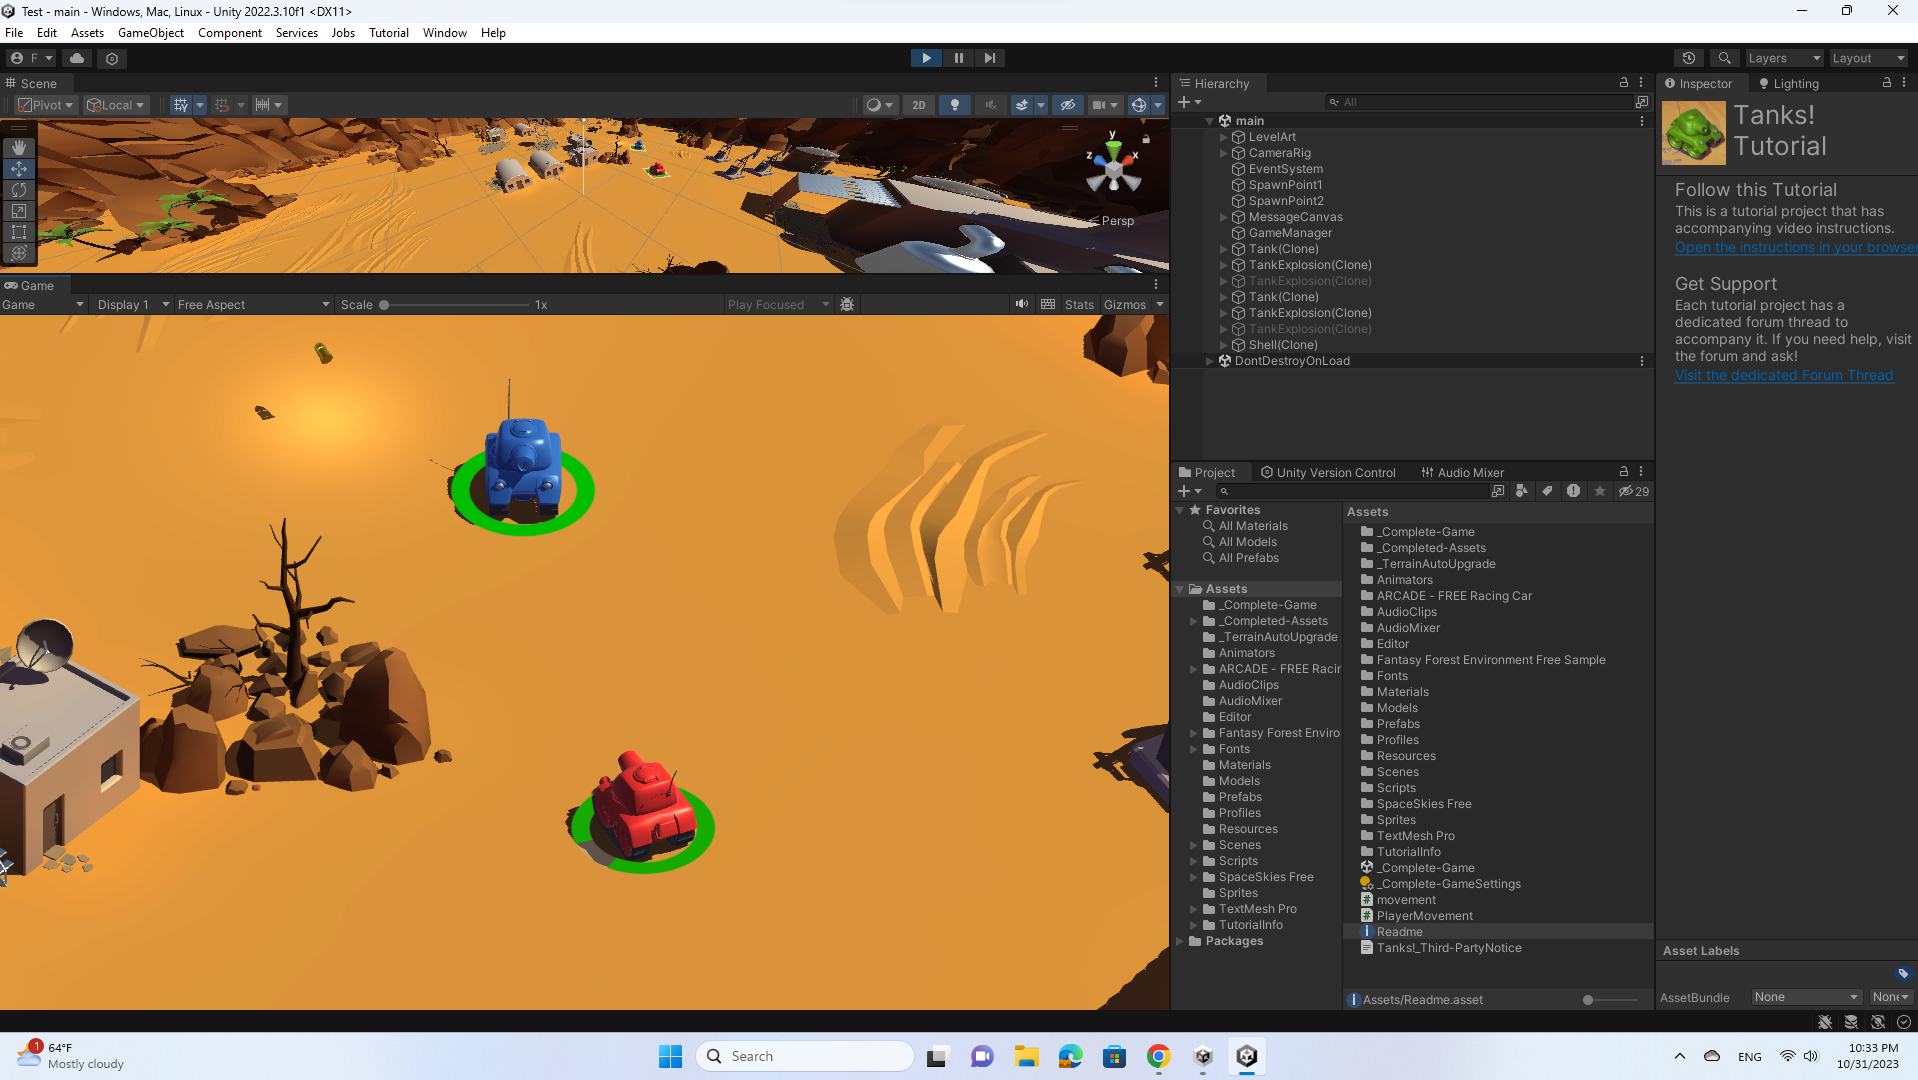 Test - main - Windows, Mac, Linux - Unity 2022.3.10f1 <DX11>
File Edit Assets GameObject Component Services Jobs Tutorial Window Help
F
Layers Layout
Scene
Pivot Local 2D
y
z x
Persp
Game
Game Display 1 Free Aspect Scale 1x Play Focused Stats Gizmos
Hierarchy
All
main
LevelArt
CameraRig
EventSystem
SpawnPoint1
SpawnPoint2
MessageCanvas
GameManager
Tank(Clone)
TankExplosion(Clone)
TankExplosion(Clone)
Tank(Clone)
TankExplosion(Clone)
TankExplosion(Clone)
Shell(Clone)
DontDestroyOnLoad
Project Unity Version Control Audio Mixer
29
Favorites
All Materials
All Models
All Prefabs
Assets
_Complete-Game
_Completed-Assets
_TerrainAutoUpgrade
Animators
ARCADE - FREE Racir
AudioClips
AudioMixer
Editor
Fantasy Forest Enviro
Fonts
Materials
Models
Prefabs
Profiles
Resources
Scenes
Scripts
SpaceSkies Free
Sprites
TextMesh Pro
TutorialInfo
Packages
Assets
_Complete-Game
_Completed-Assets
_TerrainAutoUpgrade
Animators
ARCADE - FREE Racing Car
AudioClips
AudioMixer
Editor
Fantasy Forest Environment Free Sample
Fonts
Materials
Models
Prefabs
Profiles
Resources
Scenes
Scripts
SpaceSkies Free
Sprites
TextMesh Pro
TutorialInfo
_Complete-Game
_Complete-GameSettings
movement
PlayerMovement
Readme
Tanks!_Third-PartyNotice
Assets/Readme.asset
Inspector Lighting
Tanks!
Tutorial
Follow this Tutorial
This is a tutorial project that has
accompanying video instructions.
Open the instructions in your browser
Get Support
Each tutorial project has a
dedicated forum thread to
accompany it. If you need help, visit
the forum and ask!
Visit the dedicated Forum Thread
Asset Labels
AssetBundle None None
1
64°F
Mostly cloudy
Search
ENG
10:33 PM
10/31/2023